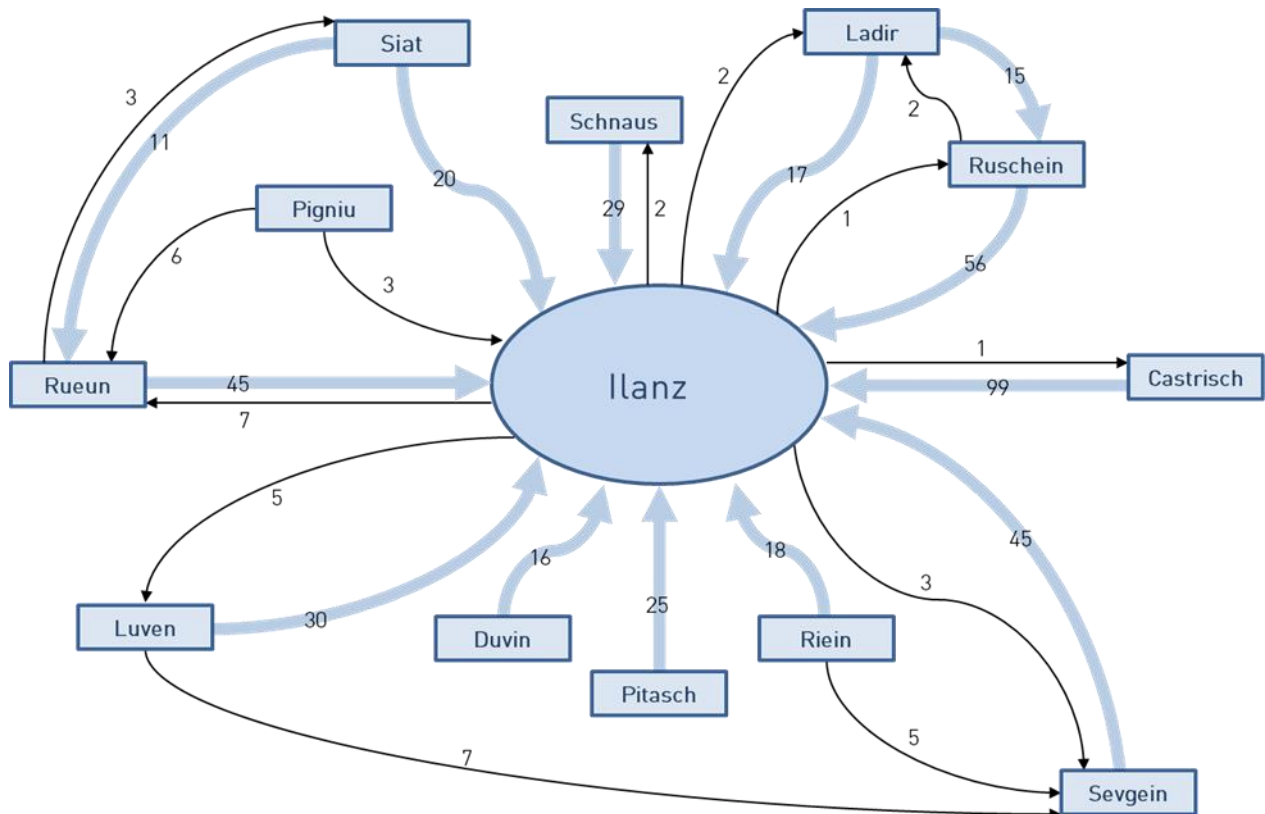 Siat
Ladir
3
2
15
Schnaus
2
11
Ruschein
20
17
Pigniu
29
2
1
6
56
3
1
Rueun
45
Ilanz
99
Castrisch
7
5
45
16
18
3
30
25
Luven
Duvin
Riein
Pitasch
5
7
Sevgein